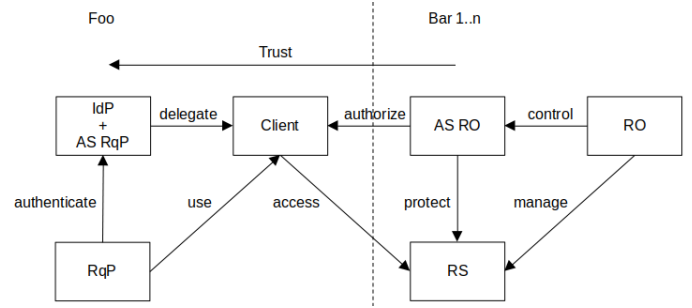 Foo
Bar 1..n
Trust
IdP
+
AS RqP
delegate
Client
authorize
AS RO
control
RO
authenticate
use
access
protect
manage
RqP
RS